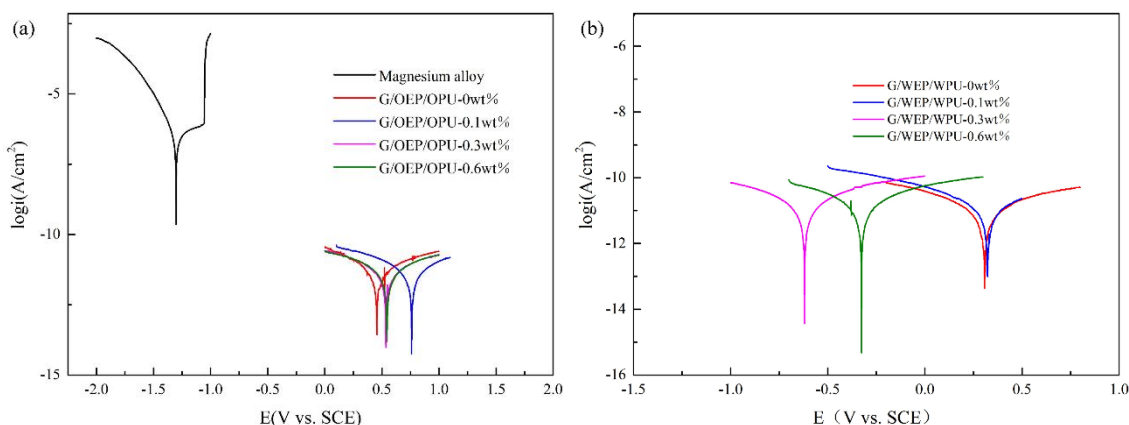 (a)
logi(A/cm²)
-5
-10
-15
Magnesium alloy
G/OEP/OPU-0wt%
G/OEP/OPU-0.1wt%
G/OEP/OPU-0.3wt%
G/OEP/OPU-0.6wt%
-2.0 -1.5 -1.0 -0.5 0.0 0.5 1.0 1.5 2.0
E(V vs. SCE)
(b)
logi(A/cm²)
-6
-8
-10
-12
-14
-16
G/WEP/WPU-0wt%
G/WEP/WPU-0.1wt%
G/WEP/WPU-0.3wt%
G/WEP/WPU-0.6wt%
-1.0 -0.5 0.0 0.5 1.0
E（V vs. SCE）